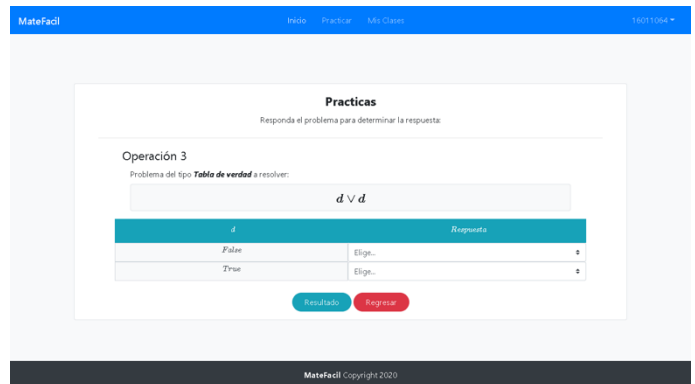 MateFacil Inicio Practicar Mis Clases 16011064
Practicas
Responda el problema para determinar la respuesta:
Operación 3
Problema del tipo Tabla de verdad a resolver:
d ∨ d
d Respuesta
False Elige...
True Elige...
Resultado Regresar
MateFacil Copyright 2020